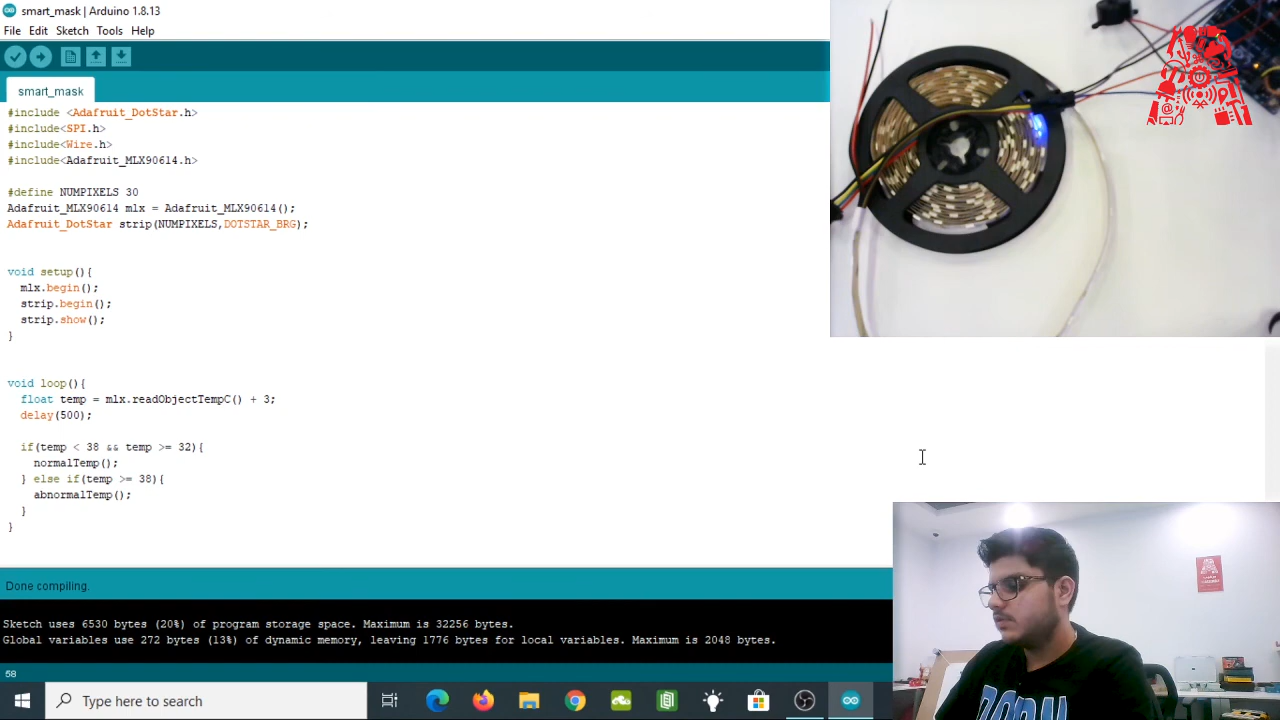 smart_mask | Arduino 1.8.13
File Edit Sketch Tools Help
smart_mask
#include <Adafruit_DotStar.h>
#include<SPI.h>
#include<Wire.h>
#include<Adafruit_MLX90614.h>
#define NUMPIXELS 30
Adafruit_MLX90614 mlx = Adafruit_MLX90614();
Adafruit_DotStar strip(NUMPIXELS,DOTSTAR_BRG);
void setup(){
mlx.begin();
strip.begin();
strip.show();
}
void loop(){
float temp = mlx.readObjectTempC() + 3;
delay(500);
if(temp < 38 && temp >= 32){
normalTemp();
} else if(temp >= 38){
abnormalTemp();
}
}
Done compiling.
Sketch uses 6530 bytes (20%) of program storage space. Maximum is 32256 bytes.
Global variables use 272 bytes (13%) of dynamic memory, leaving 1776 bytes for local variables. Maximum is 2048 bytes.
58
Type here to search